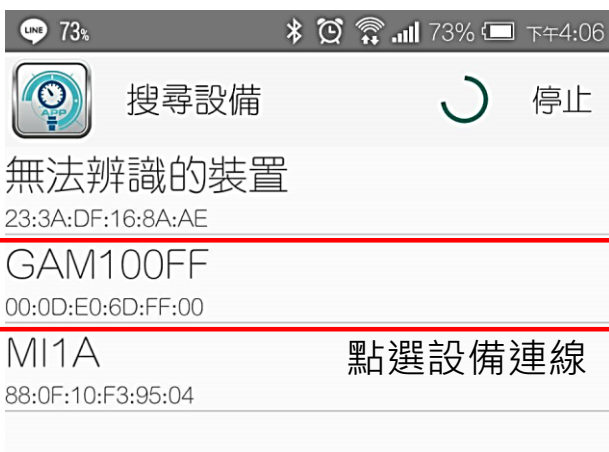 LINE 73% 73% 下午4:06
APP 搜尋設備 停止
無法辨識的裝置
23:3A:DF:16:8A:AE
GAM100FF
00:0D:E0:6D:FF:00
MI1A 點選設備連線
88:0F:10:F3:95:04